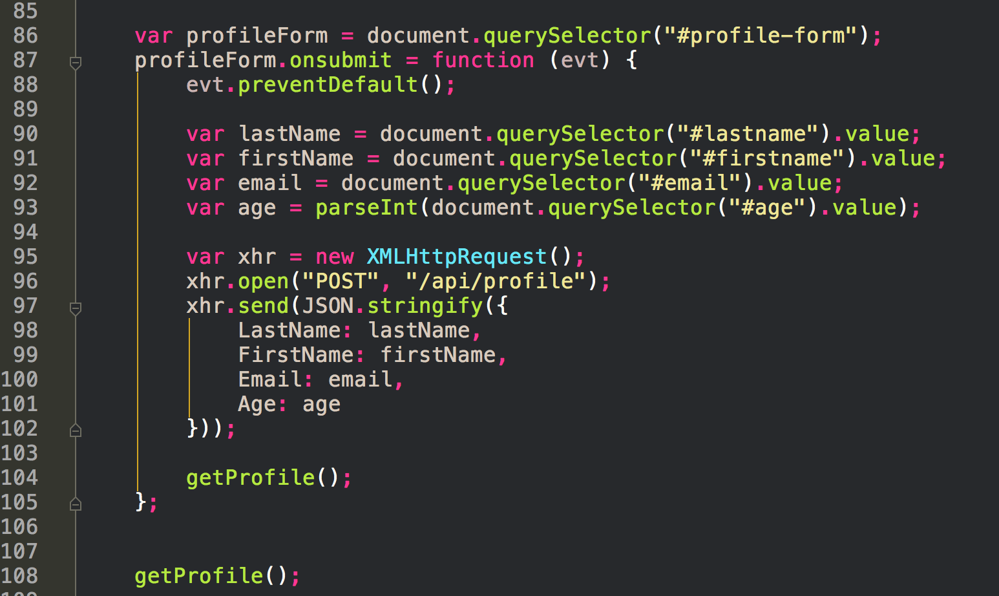 85
86 var profileForm = document.querySelector("#profile-form");
87 profileForm.onsubmit = function (evt) {
88 evt.preventDefault();
89
90 var lastName = document.querySelector("#lastname").value;
91 var firstName = document.querySelector("#firstname").value;
92 var email = document.querySelector("#email").value;
93 var age = parseInt(document.querySelector("#age").value);
94
95 var xhr = new XMLHttpRequest();
96 xhr.open("POST", "/api/profile");
97 xhr.send(JSON.stringify({
98 LastName: lastName,
99 FirstName: firstName,
100 Email: email,
101 Age: age
102 }));
103
104 getProfile();
105 };
106
107
108 getProfile();